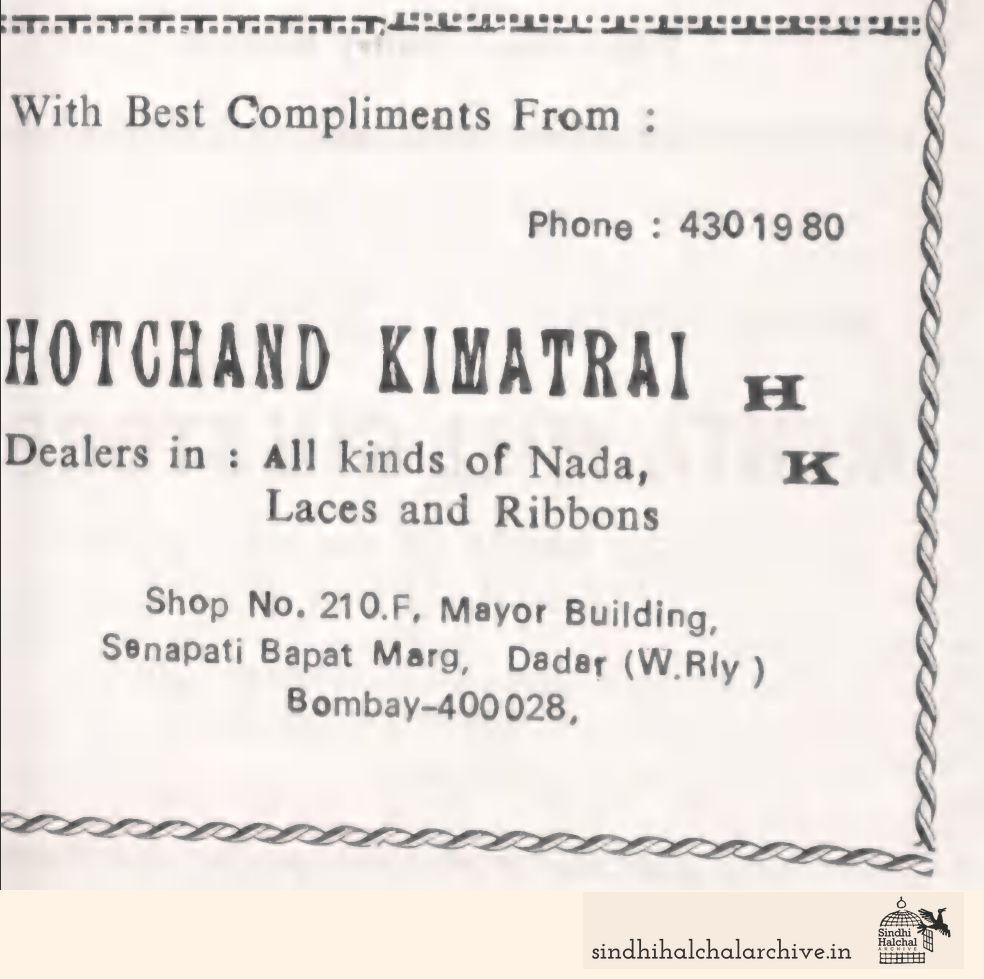 With Best Compliments From :
Phone : 4301980
HOTCHAND KIMATRAI
H
K
Dealers in : All kinds of Nada,
Laces and Ribbons
Shop No. 210.F, Mayor Building,
Senapati Bapat Marg, Dadar (W.Rly )
Bombay-400028,
sindhihalchalarchive.in
Sindhi
Halchal
ARCHIVE